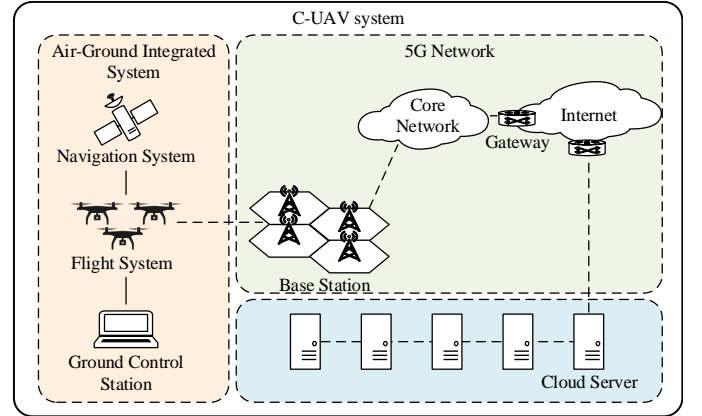 C-UAV system
Air-Ground Integrated
System
Navigation System
Flight System
Ground Control
Station
5G Network
Core
Network
Gateway
Internet
Base Station
Cloud Server